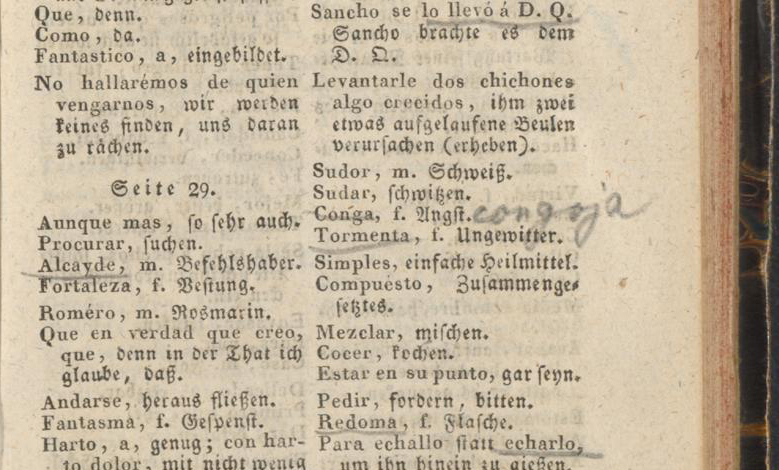 Que, denn.
Como, da.
Fantastico, a, eingebildet.
No hallarémos de quien
vengarnos, wir werden
keines finden, uns daran
zu rächen.
Seite 29.
Aunque mas, so sehr auch.
Procurar, suchen.
Alcayde, m. Befehlshaber.
Fortaleza, f. Vestung.
Roméro, m. Rosmarin.
Que en verdad que creo,
que, denn in der That ich
glaube, daß.
Andarse, heraus fließen.
Fantasma, f. Gespenst.
Harto, a, genug; con har-
to dolor, mit nicht wenig
Sancho se lo llevó á D. Q.
Sancho brachte es dem
D. Q.
Levantarle dos chichones
algo crecidos, ihm zwei
etwas aufgelaufene Beulen
verursachen (erheben).
Sudor, m. Schweiß.
Sudar, schwitzen.
Conga, f. Angst. congoja
Tormenta, f. Ungewitter.
Simples, einfache Heilmittel.
Compuésto, Zusammenge-
setztes.
Mezclar, mischen.
Cocer, kochen.
Estar en su punto, gar seyn.
Pedir, fordern, bitten.
Redoma, f. Flasche.
Para echallo statt echarlo,
um ihn hinein zu gießen.